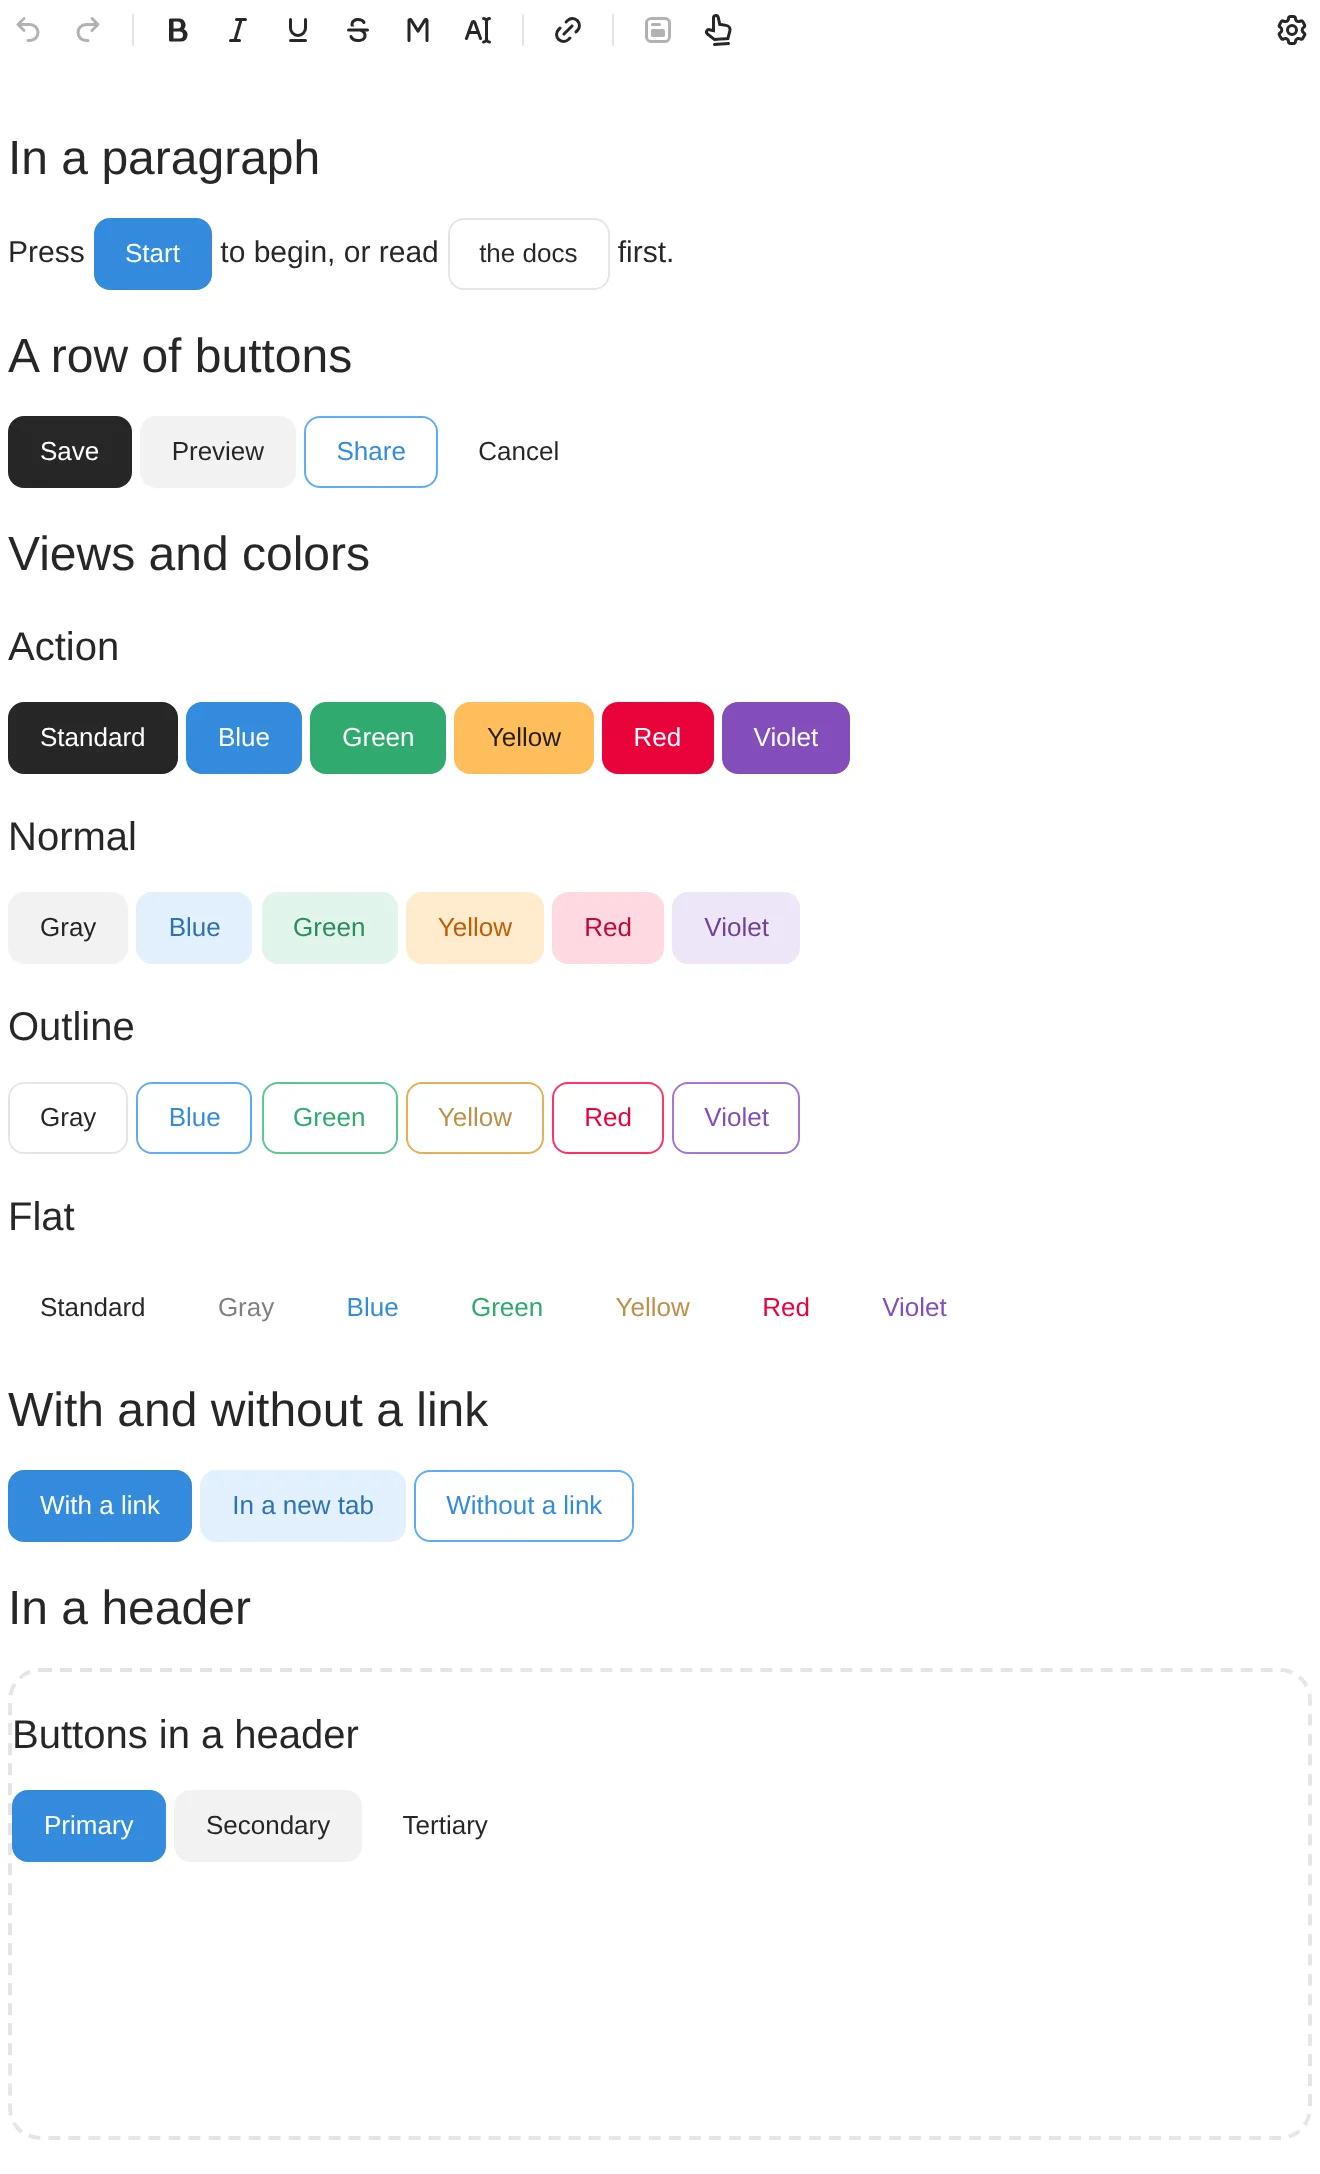 In a paragraph
Press Start to begin, or read the docs first.
A row of buttons
Save Preview Share Cancel
Views and colors
Action
Standard Blue Green Yellow Red Violet
Normal
Gray Blue Green Yellow Red Violet
Outline
Gray Blue Green Yellow Red Violet
Flat
Standard Gray Blue Green Yellow Red Violet
With and without a link
With a link In a new tab Without a link
In a header
Buttons in a header
Primary Secondary Tertiary